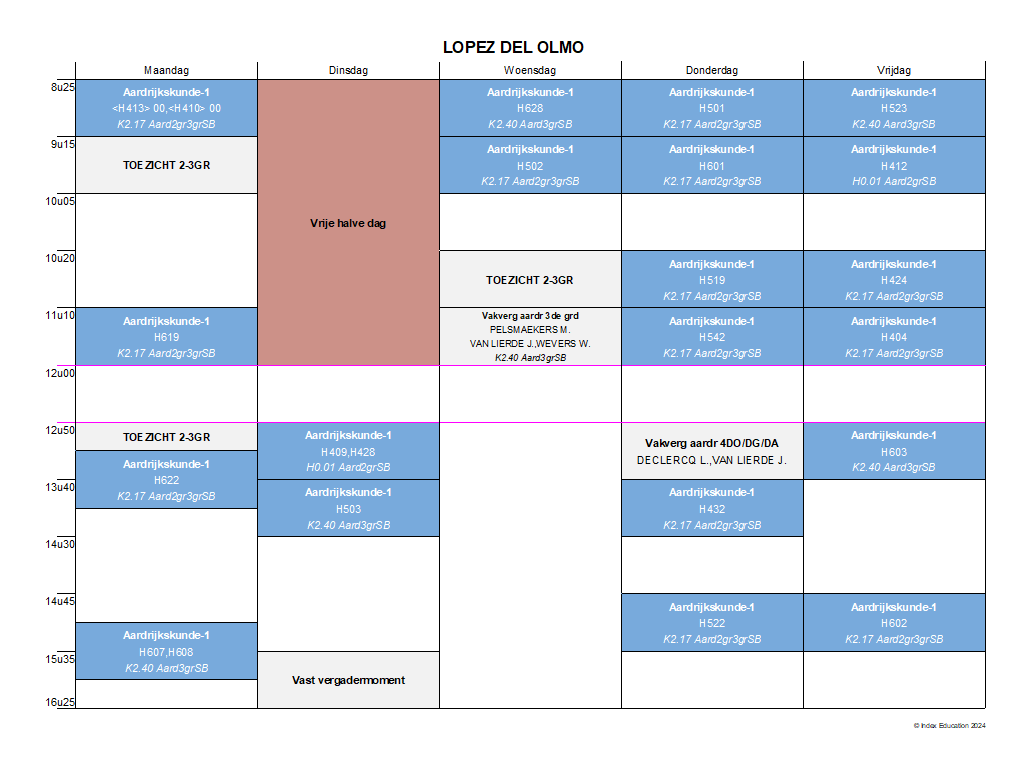 LOPEZ DEL OLMO
Maandag Dinsdag Woensdag Donderdag Vrijdag
8u25
Aardrijkskunde-1
<H413> 00,<H410> 00
K2.17 Aard2gr3grSB
Vrije halve dag
Aardrijkskunde-1
H628
K2.40 Aard3grSB
Aardrijkskunde-1
H501
K2.17 Aard2gr3grSB
Aardrijkskunde-1
H523
K2.40 Aard3grSB
9u15
TOEZICHT 2-3GR
Aardrijkskunde-1
H502
K2.17 Aard2gr3grSB
Aardrijkskunde-1
H601
K2.17 Aard2gr3grSB
Aardrijkskunde-1
H412
H0.01 Aard2grSB
10u05
10u20
TOEZICHT 2-3GR
Aardrijkskunde-1
H519
K2.17 Aard2gr3grSB
Aardrijkskunde-1
H424
K2.17 Aard2gr3grSB
11u10
Aardrijkskunde-1
H619
K2.17 Aard2gr3grSB
Vakverg aardr 3de grd
PELSMAEKERS M.
VAN LIERDE J.,WEVERS W.
K2.40 Aard3grSB
Aardrijkskunde-1
H542
K2.17 Aard2gr3grSB
Aardrijkskunde-1
H404
K2.17 Aard2gr3grSB
12u00
12u50
TOEZICHT 2-3GR
Aardrijkskunde-1
H409,H428
H0.01 Aard2grSB
Vakverg aardr 4DO/DG/DA
DECLERCQ L.,VAN LIERDE J.
Aardrijkskunde-1
H603
K2.40 Aard3grSB
Aardrijkskunde-1
H622
K2.17 Aard2gr3grSB
13u40
Aardrijkskunde-1
H503
K2.40 Aard3grSB
Aardrijkskunde-1
H432
K2.17 Aard2gr3grSB
14u30
14u45
Aardrijkskunde-1
H522
K2.17 Aard2gr3grSB
Aardrijkskunde-1
H602
K2.17 Aard2gr3grSB
Aardrijkskunde-1
H607,H608
K2.40 Aard3grSB
15u35
Vast vergadermoment
16u25
© Index Education 2024